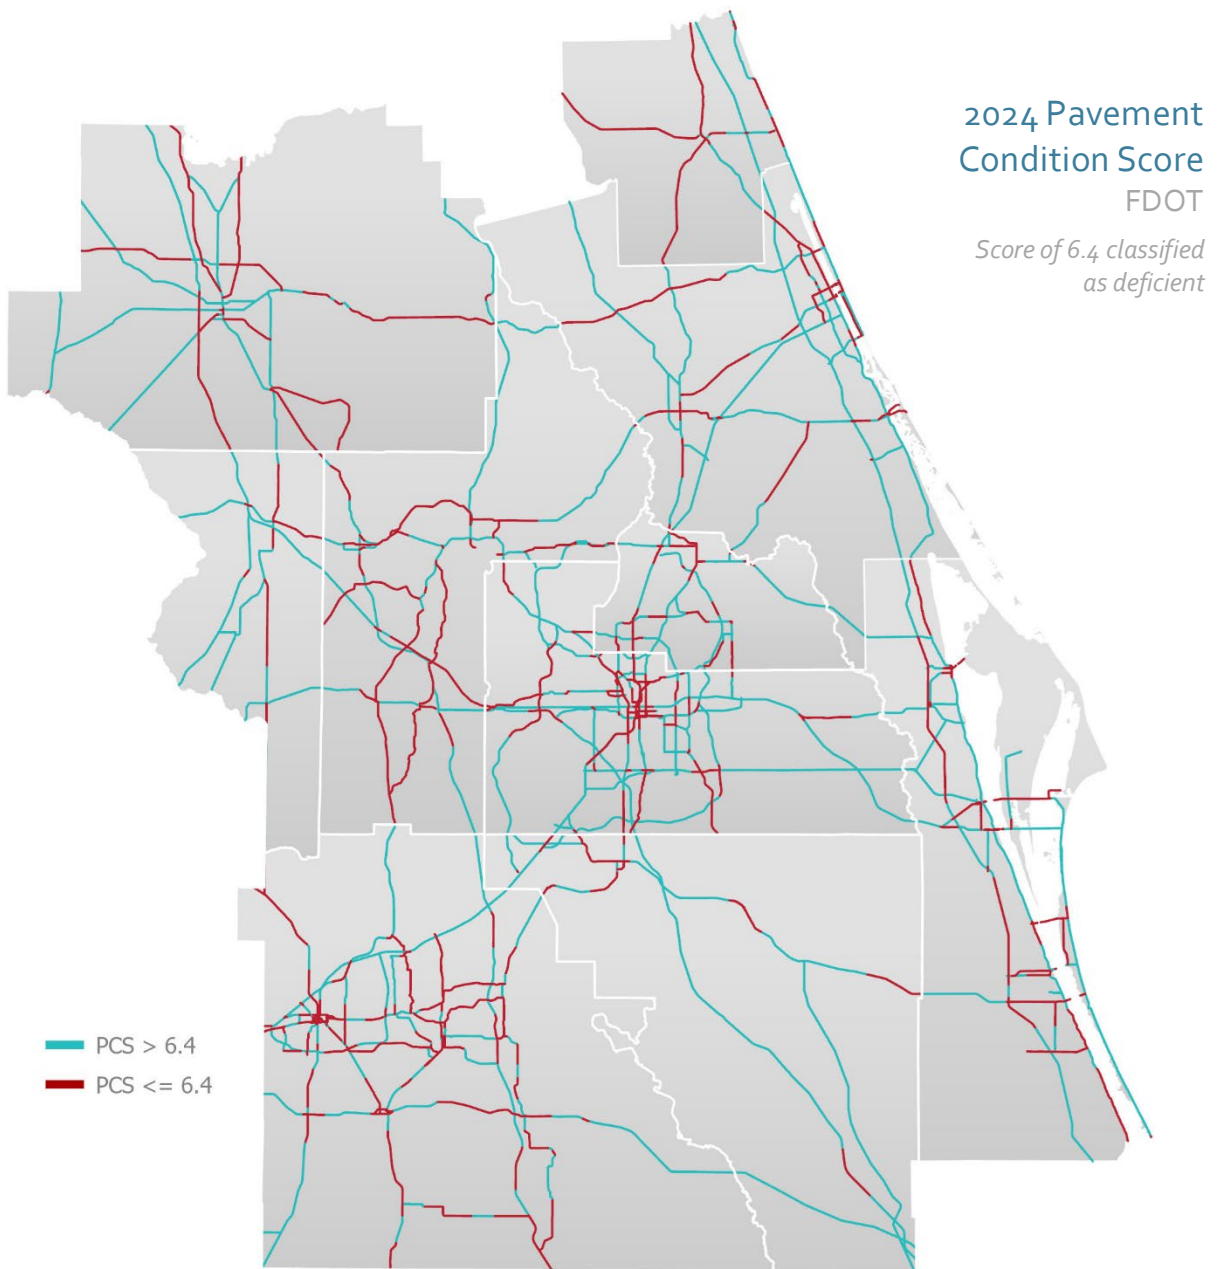 2024 Pavement
Condition Score
FDOT
Score of 6.4 classified
as deficient
PCS > 6.4
PCS <= 6.4